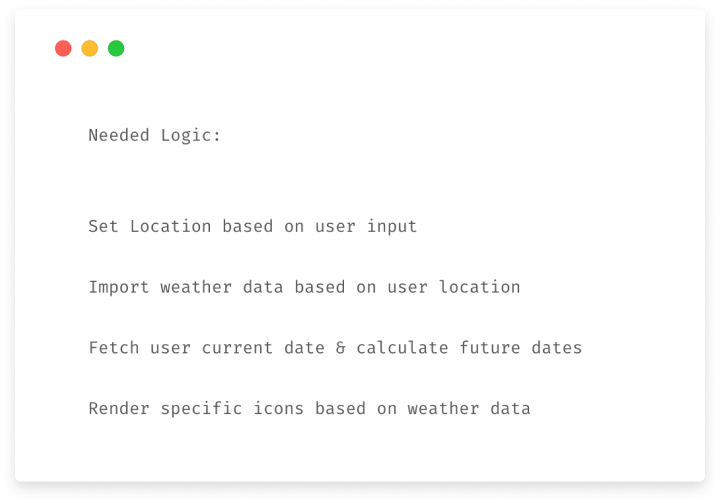 Needed Logic:
Set Location based on user input
Import weather data based on user location
Fetch user current date & calculate future dates
Render specific icons based on weather data